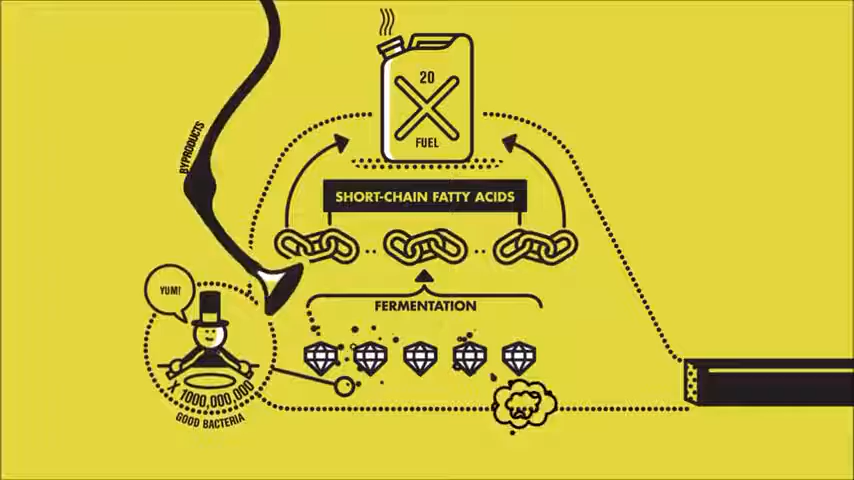 20
FUEL
BYPRODUCTS
SHORT-CHAIN FATTY ACIDS
YUM!
FERMENTATION
X 1000,000,000
GOOD BACTERIA